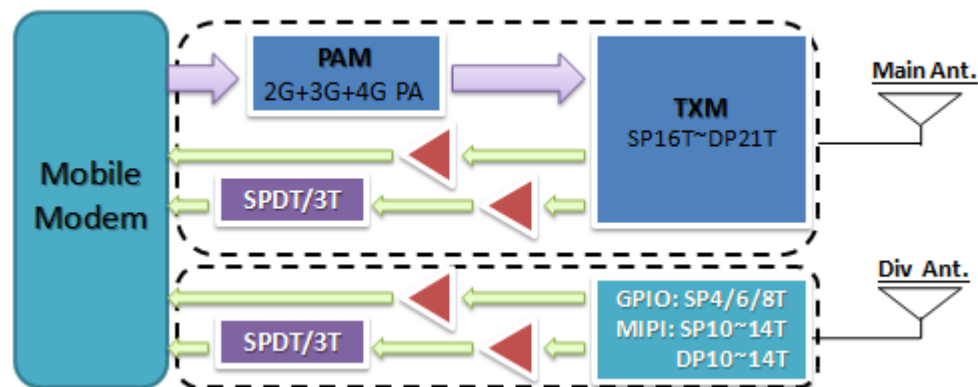 Mobile
Modem
PAM
2G+3G+4G PA
TXM
SP16T~DP21T
Main Ant.
SPDT/3T
Div Ant.
GPIO: SP4/6/8T
MIPI: SP10~14T
DP10~14T
SPDT/3T